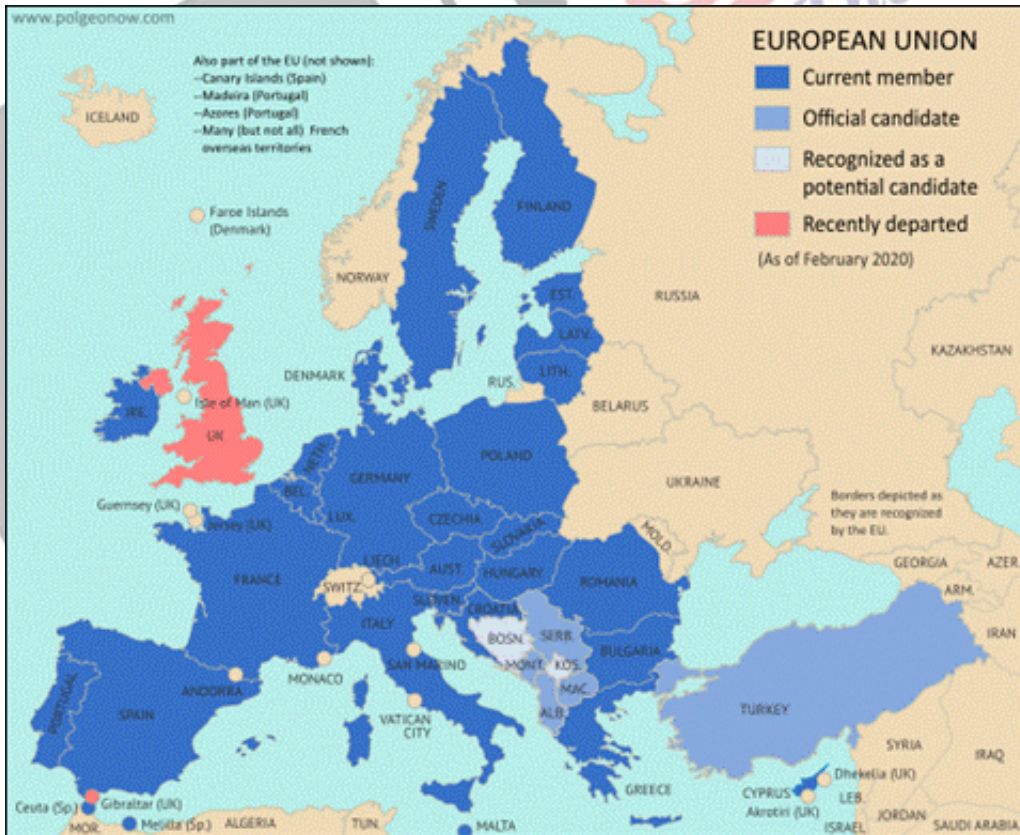 www.polgeonow.com
EUROPEAN UNION
Current member
Official candidate
Recognized as a
potential candidate
Recently departed
(As of February 2020)
Also part of the EU (not shown):
--Canary Islands (Spain)
--Madeira (Portugal)
--Azores (Portugal)
--Many (but not all) French
overseas territories
ICELAND
Faroe Islands
(Denmark)
SWEDEN
FINLAND
NORWAY
RUSSIA
EST.
LATV.
LITH.
KAZAKHSTAN
DENMARK
RUS.
BELARUS
Isle of Man (UK)
IRE.
UK
NETH.
POLAND
GERMANY
BEL.
UKRAINE
Guernsey (UK)
Jersey (UK)
LUX.
CZECHIA
SLOVAKIA
Borders depicted as
they are recognized
by the EU.
MOLD.
LIECH.
AUST.
HUNGARY
FRANCE
SWITZ.
ROMANIA
GEORGIA
AZER.
ARM.
SLOVEN.
CROATIA
ITALY
BOSN.
SERB.
BULGARIA
IRAN
SAN MARINO
MONT.
KOS.
MONACO
ANDORRA
MAC.
PORTUGAL
SPAIN
VATICAN
CITY
ALB.
TURKEY
SYRIA
IRAQ
GREECE
CYPRUS
Dhekelia (UK)
Akrotiri (UK)
LEB.
Ceuta (Sp.)
Gibraltar (UK)
MOR.
Melilla (Sp.)
ALGERIA
TUN.
MALTA
ISRAEL
JORDAN
SAUDI ARABIA